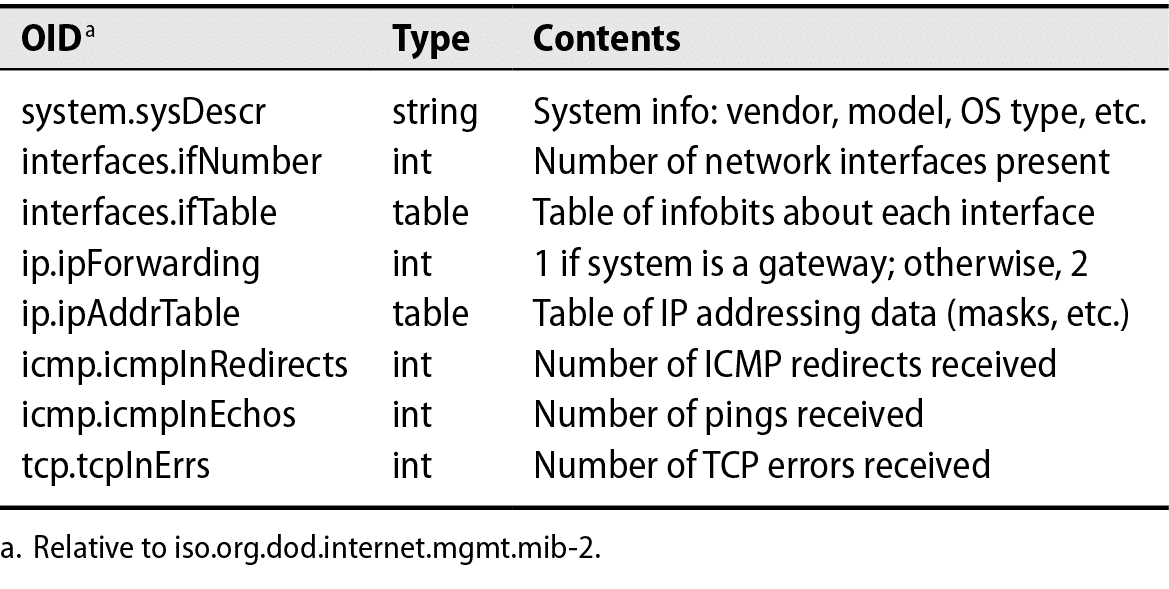 OIDa Type Contents
system.sysDescr string System info: vendor, model, OS type, etc.
interfaces.ifNumber int Number of network interfaces present
interfaces.ifTable table Table of infobits about each interface
ip.ipForwarding int 1 if system is a gateway; otherwise, 2
ip.ipAddrTable table Table of IP addressing data (masks, etc.)
icmp.icmpInRedirects int Number of ICMP redirects received
icmp.icmpInEchos int Number of pings received
tcp.tcpInErrs int Number of TCP errors received
a. Relative to iso.org.dod.internet.mgmt.mib-2.